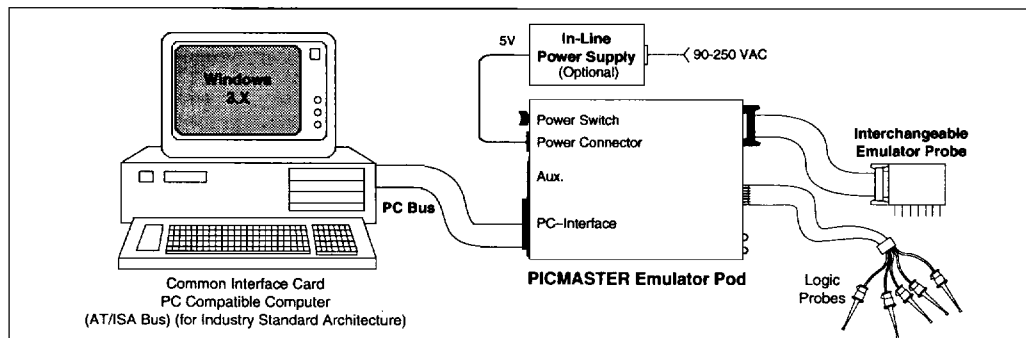 Windows
3.X
PC Bus
Common Interface Card
PC Compatible Computer
(AT/ISA Bus) (for Industry Standard Architecture)
5V
In-Line
Power Supply
(Optional)
90-250 VAC
Power Switch
Power Connector
Aux.
PC–Interface
PICMASTER Emulator Pod
Interchangeable
Emulator Probe
Logic
Probes